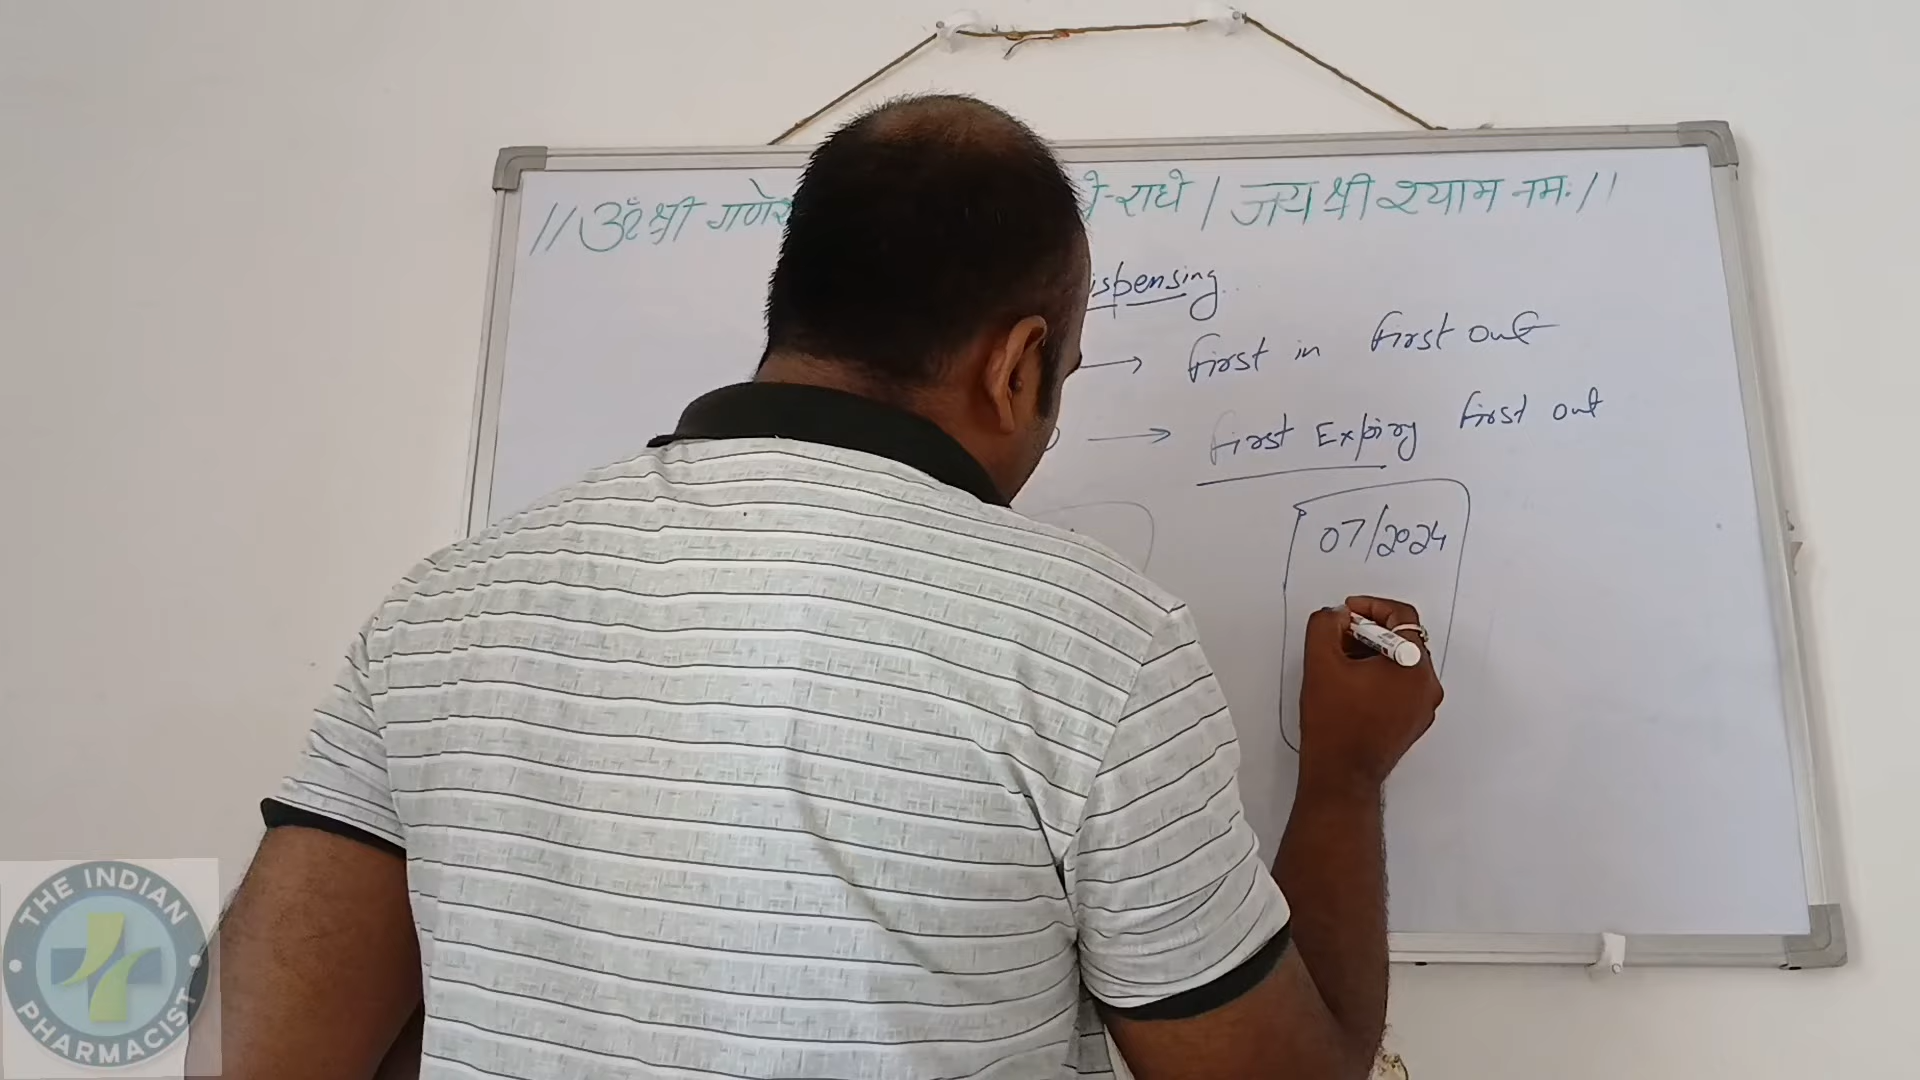 //ॐ श्री गणे -राधे / जय श्री श्याम नमः//
ispensing...
→ First in First Out
→ First Expiry First out
07/2024
THE INDIAN PHARMACIST